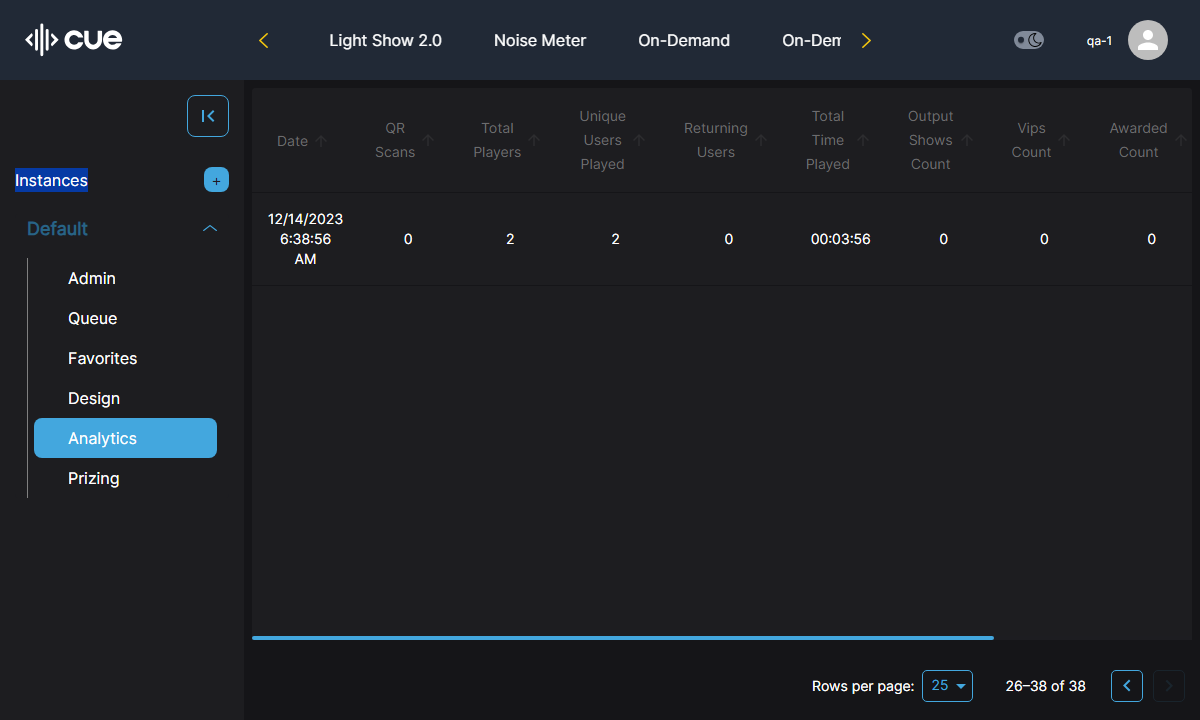 cue
Light Show 2.0
Noise Meter
On-Demand
On-Dem
qa-1
Instances
+
Default
Admin
Queue
Favorites
Design
Analytics
Prizing
Date
QR
Scans
Total
Players
Unique
Users
Played
Returning
Users
Total
Time
Played
Output
Shows
Count
Vips
Count
Awarded
Count
12/14/2023
6:38:56
AM
0
2
2
0
00:03:56
0
0
0
Rows per page:
25
26–38 of 38